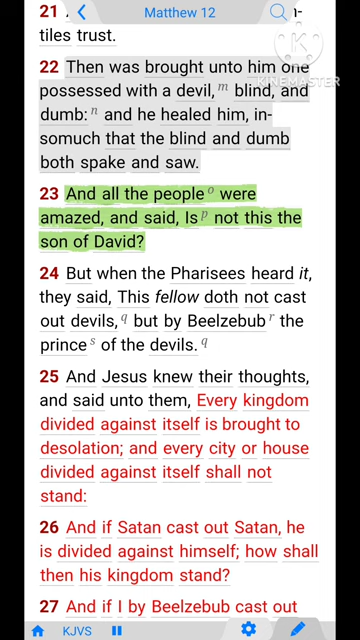 Matthew 12
21
tiles trust.
22 Then was brought unto him one
possessed with a devil, m blind, and
dumb: n and he healed him, in-
somuch that the blind and dumb
both spake and saw.
23 And all the people o were
amazed, and said, Is p not this the
son of David?
24 But when the Pharisees heard it,
they said, This fellow doth not cast
out devils, q but by Beelzebub r the
prince s of the devils. q
25 And Jesus knew their thoughts,
and said unto them, Every kingdom
divided against itself is brought to
desolation; and every city or house
divided against itself shall not
stand:
26 And if Satan cast out Satan, he
is divided against himself; how shall
then his kingdom stand?
27 And if I by Beelzebub cast out
KJVS
KINEMASTER